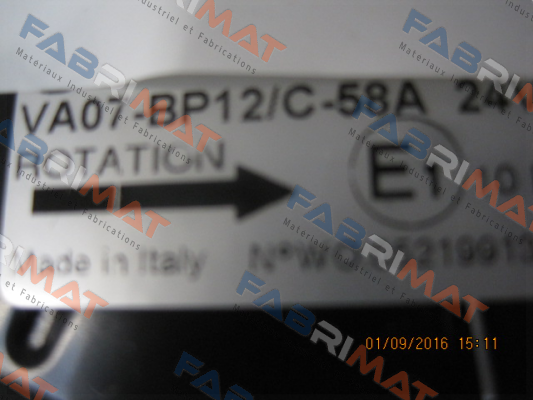 VA07-BP12/C-58A 24
ROTATION
E1
Made in Italy N°W
01/09/2016 15:11
FABRIMAT
Materiaux Industriel et Fabrications